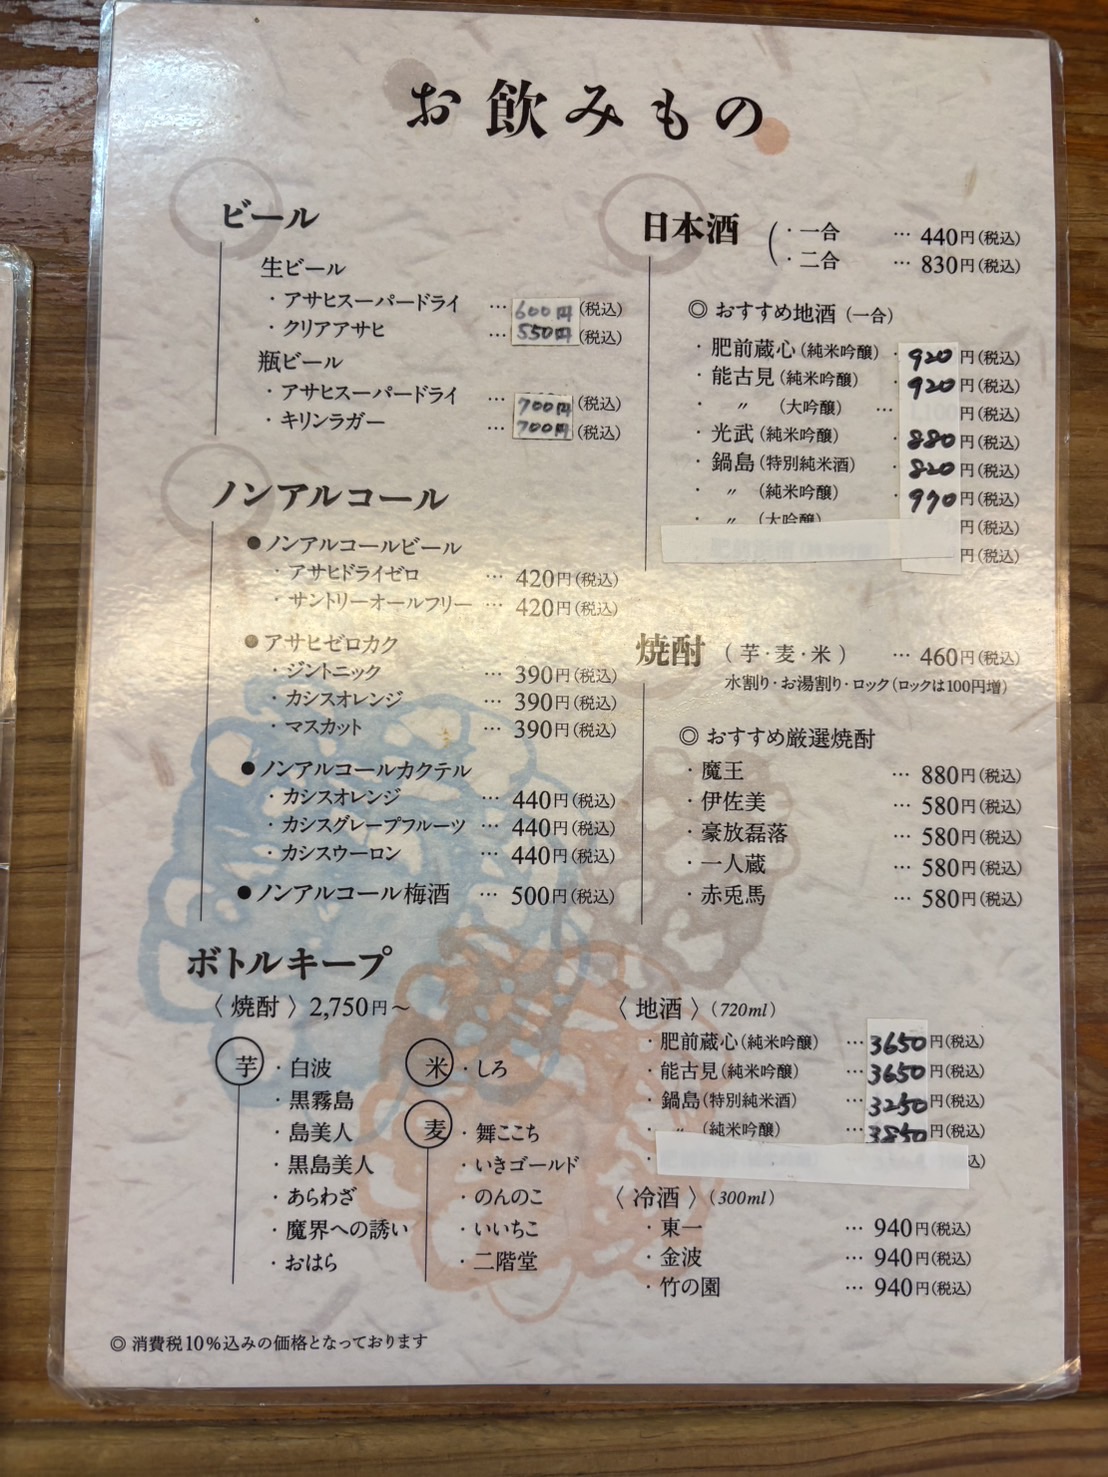 お飲みもの
ビール
生ビール
・アサヒスーパードライ … 600円(税込)
・クリアアサヒ … 550円(税込)
瓶ビール
・アサヒスーパードライ … 700円(税込)
・キリンラガー … 700円(税込)
ノンアルコール
●ノンアルコールビール
・アサヒドライゼロ … 420円(税込)
・サントリーオールフリー … 420円(税込)
●アサヒゼロカク
・ジントニック … 390円(税込)
・カシスオレンジ … 390円(税込)
・マスカット … 390円(税込)
●ノンアルコールカクテル
・カシスオレンジ … 440円(税込)
・カシスグレープフルーツ … 440円(税込)
・カシスウーロン … 440円(税込)
●ノンアルコール梅酒 … 500円(税込)
日本酒
・一合 … 440円(税込)
・二合 … 830円(税込)
◎おすすめ地酒(一合)
・肥前蔵心(純米吟醸)・920円(税込)
・能古見(純米吟醸)・920円(税込)
・〃(大吟醸)… 円(税込)
・光武(純米吟醸)・880円(税込)
・鍋島(特別純米酒)・820円(税込)
・〃(純米吟醸)・970円(税込)
・〃(大吟醸 円(税込)
円(税込)
焼酎(芋・麦・米) … 460円(税込)
水割り・お湯割り・ロック(ロックは100円増)
◎おすすめ厳選焼酎
・魔王 … 880円(税込)
・伊佐美 … 580円(税込)
・豪放磊落 … 580円(税込)
・一人蔵 … 580円(税込)
・赤兎馬 … 580円(税込)
ボトルキープ
〈焼酎〉2,750円〜
芋・白波
・黒霧島
・島美人
・黒島美人
・あらわざ
・魔界への誘い
・おはら
米・しろ
麦・舞ここち
・いきゴールド
・のんのこ
・いいちこ
・二階堂
〈地酒〉(720ml)
・肥前蔵心(純米吟醸) …3650円(税込)
・能古見(純米吟醸) …3650円(税込)
・鍋島(特別純米酒) …3250円(税込)
・〃(純米吟醸) …3850円(税込)
・ 込)
〈冷酒〉(300ml)
・東一 … 940円(税込)
・金波 … 940円(税込)
・竹の園 … 940円(税込)
◎消費税10%込みの価格となっております